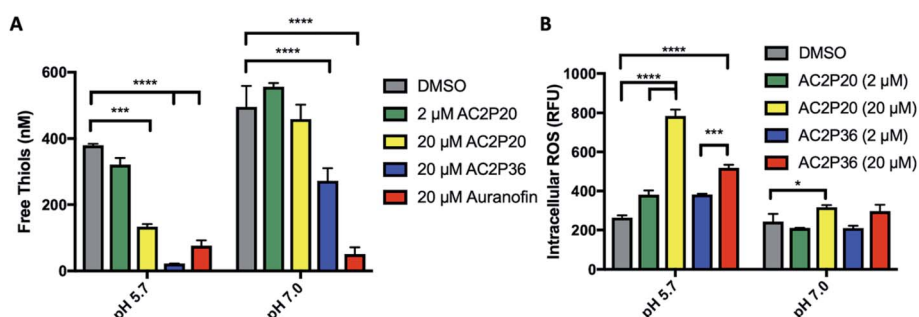 A
Free Thiols (nM)
600
400
200
0
****
***
****
****
pH 5.7
pH 7.0
DMSO
2 µM AC2P20
20 µM AC2P20
20 µM AC2P36
20 µM Auranofin
B
Intracellular ROS (RFU)
1000
800
600
400
200
0
****
****
***
*
pH 5.7
pH 7.0
DMSO
AC2P20 (2 µM)
AC2P20 (20 µM)
AC2P36 (2 µM)
AC2P36 (20 µM)